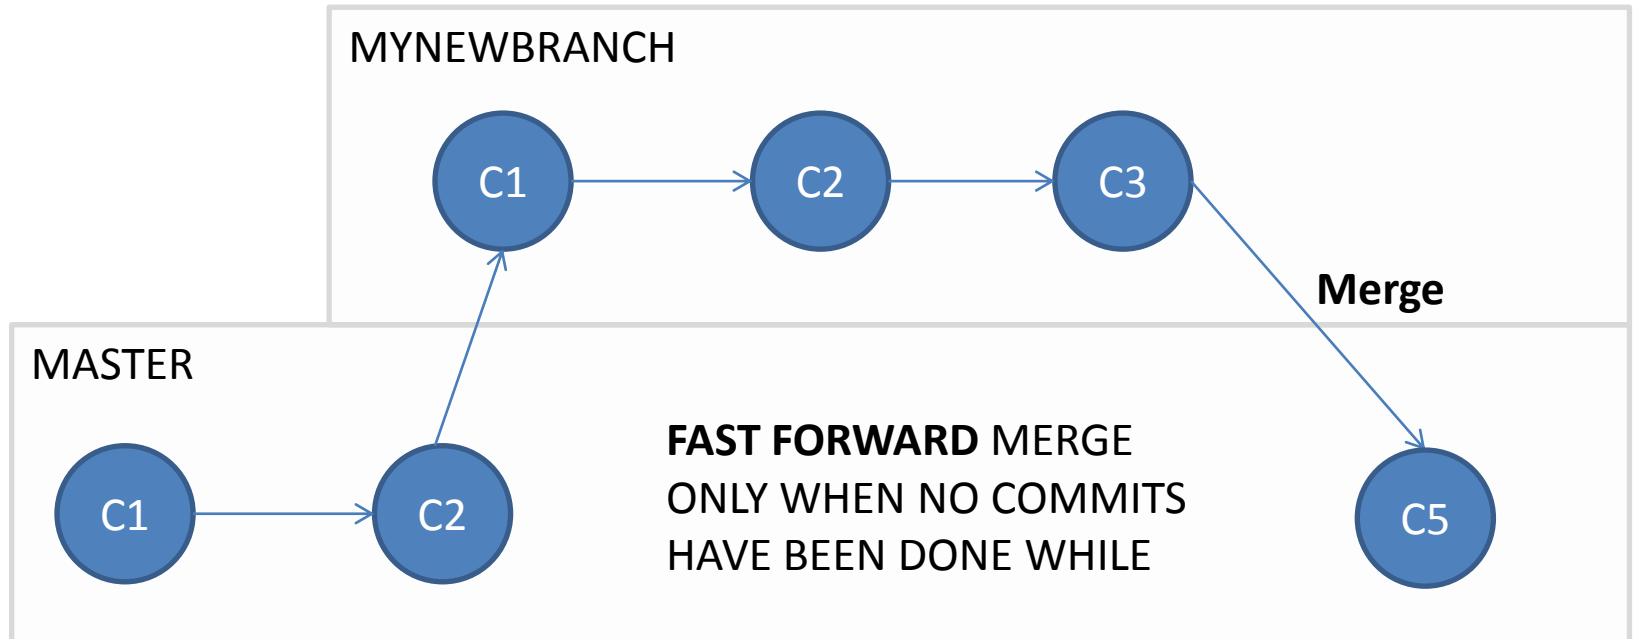 MYNEWBRANCH
C1
C2
C3
Merge
MASTER
FAST FORWARD MERGE
ONLY WHEN NO COMMITS
HAVE BEEN DONE WHILE
C1
C2
C5